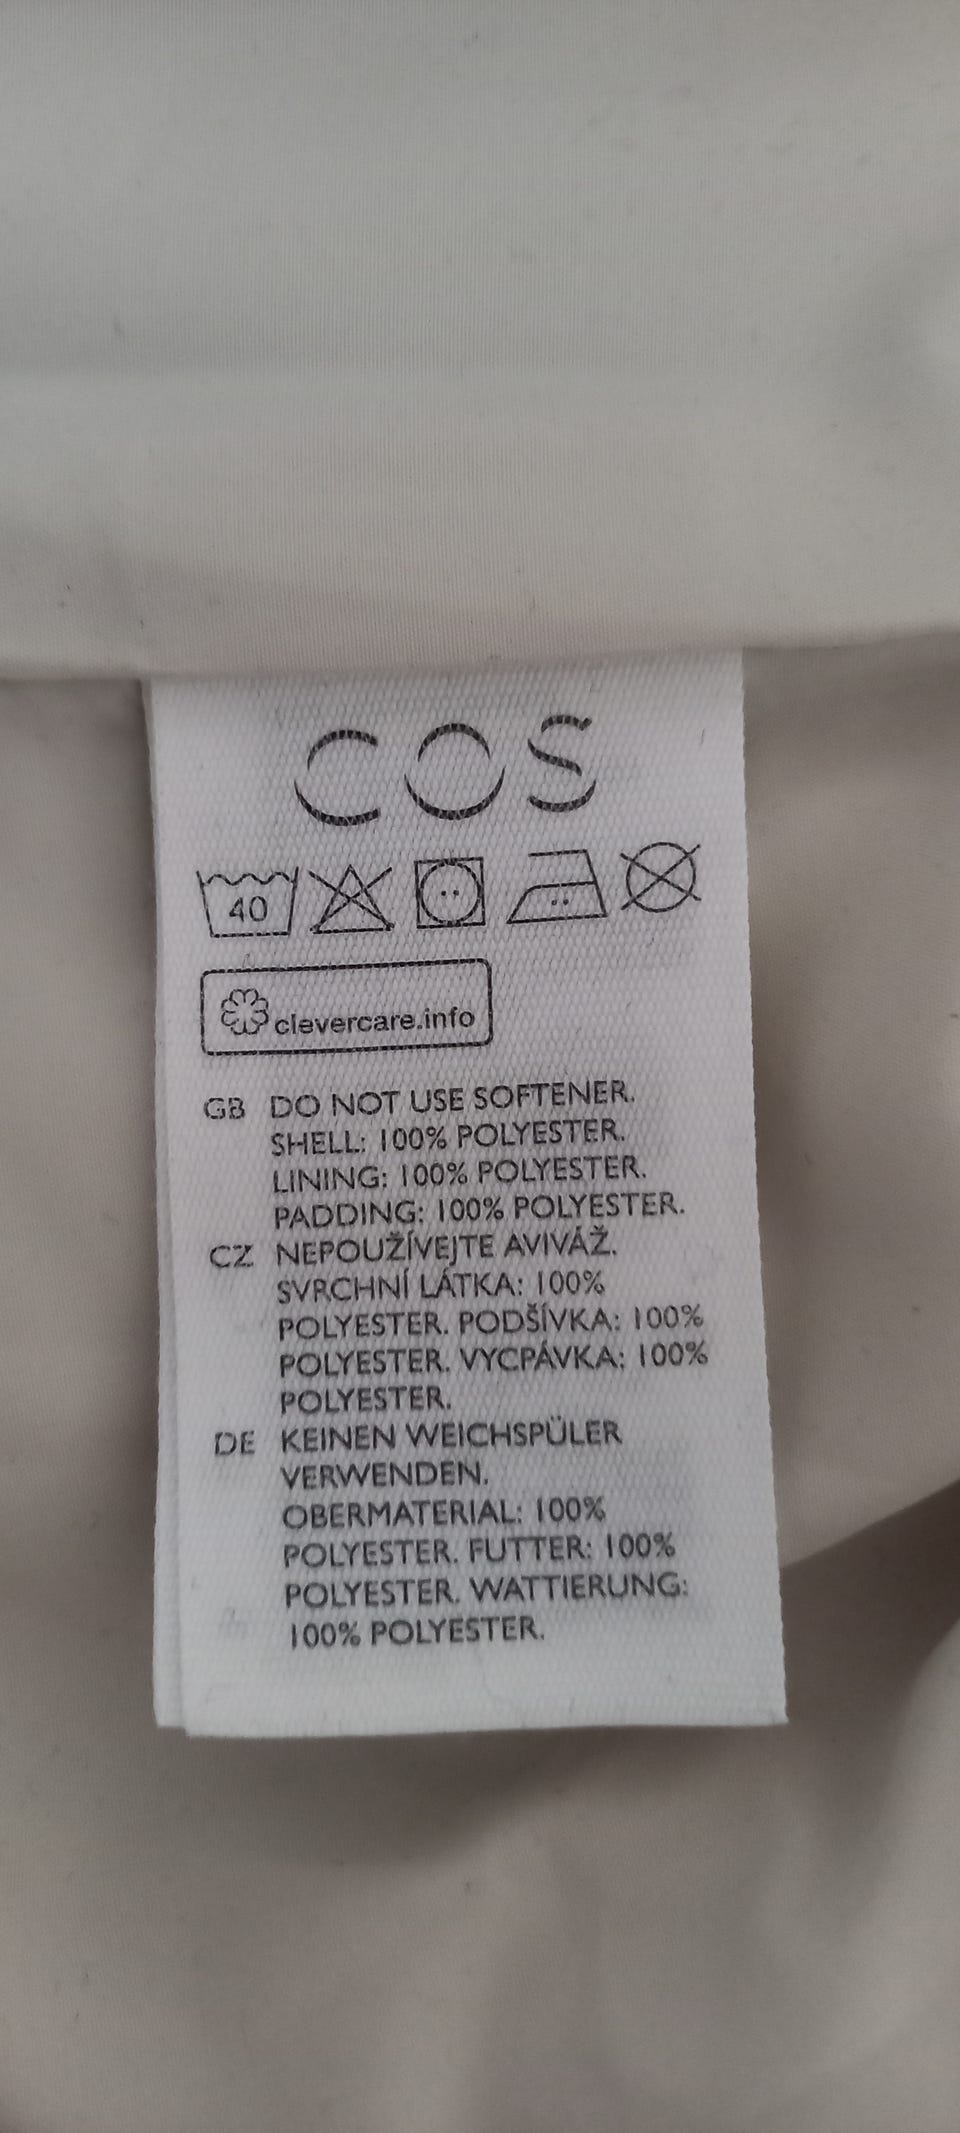 COS
40
clevercare.info
GB DO NOT USE SOFTENER.
SHELL: 100% POLYESTER.
LINING: 100% POLYESTER.
PADDING: 100% POLYESTER.
CZ NEPOUŽÍVEJTE AVIVÁŽ.
SVRCHNÍ LÁTKA: 100%
POLYESTER. PODŠÍVKA: 100%
POLYESTER. VYCPÁVKA: 100%
POLYESTER.
DE KEINEN WEICHSPÜLER
VERWENDEN.
OBERMATERIAL: 100%
POLYESTER. FUTTER: 100%
POLYESTER. WATTIERUNG:
100% POLYESTER.